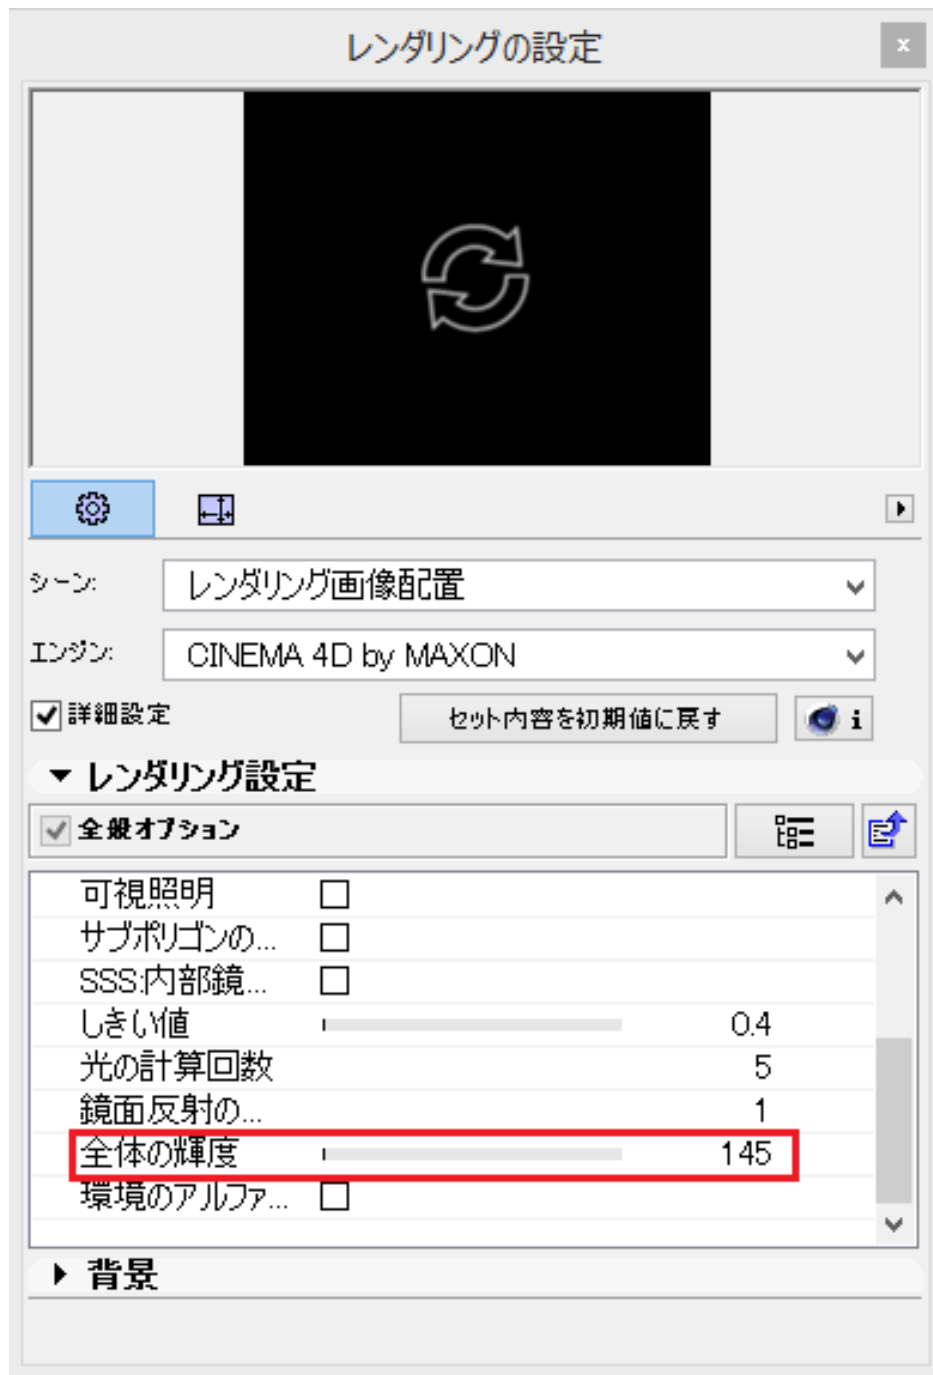 レンダリングの設定
x
シーン: レンダリング画像配置
エンジン: CINEMA 4D by MAXON
詳細設定 セット内容を初期値に戻す i
レンダリング設定
全般オプション
可視照明
サブポリゴンの...
SSS:内部鏡...
しきい値 0.4
光の計算回数 5
鏡面反射の... 1
全体の輝度 145
環境のアルファ...
背景